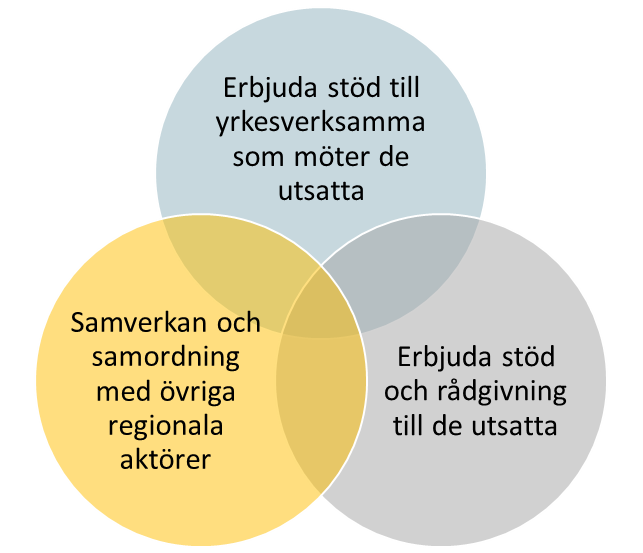 Erbjuda stöd till
yrkesverksamma
som möter de
utsatta
Samverkan och
samordning
med övriga
regionala
aktörer
Erbjuda stöd
och rådgivning
till de utsatta